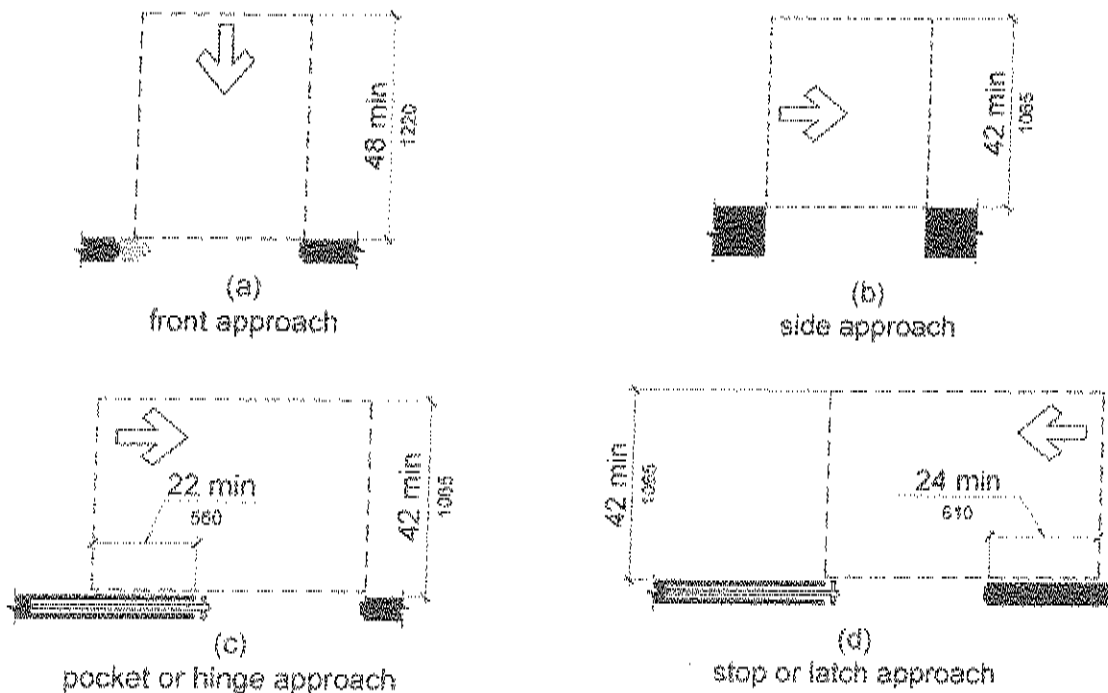 48 min
1220
(a)
front approach
42 min
1065
(b)
side approach
22 min
560
42 min
1065
(c)
pocket or hinge approach
42 min
1065
24 min
610
(d)
stop or latch approach